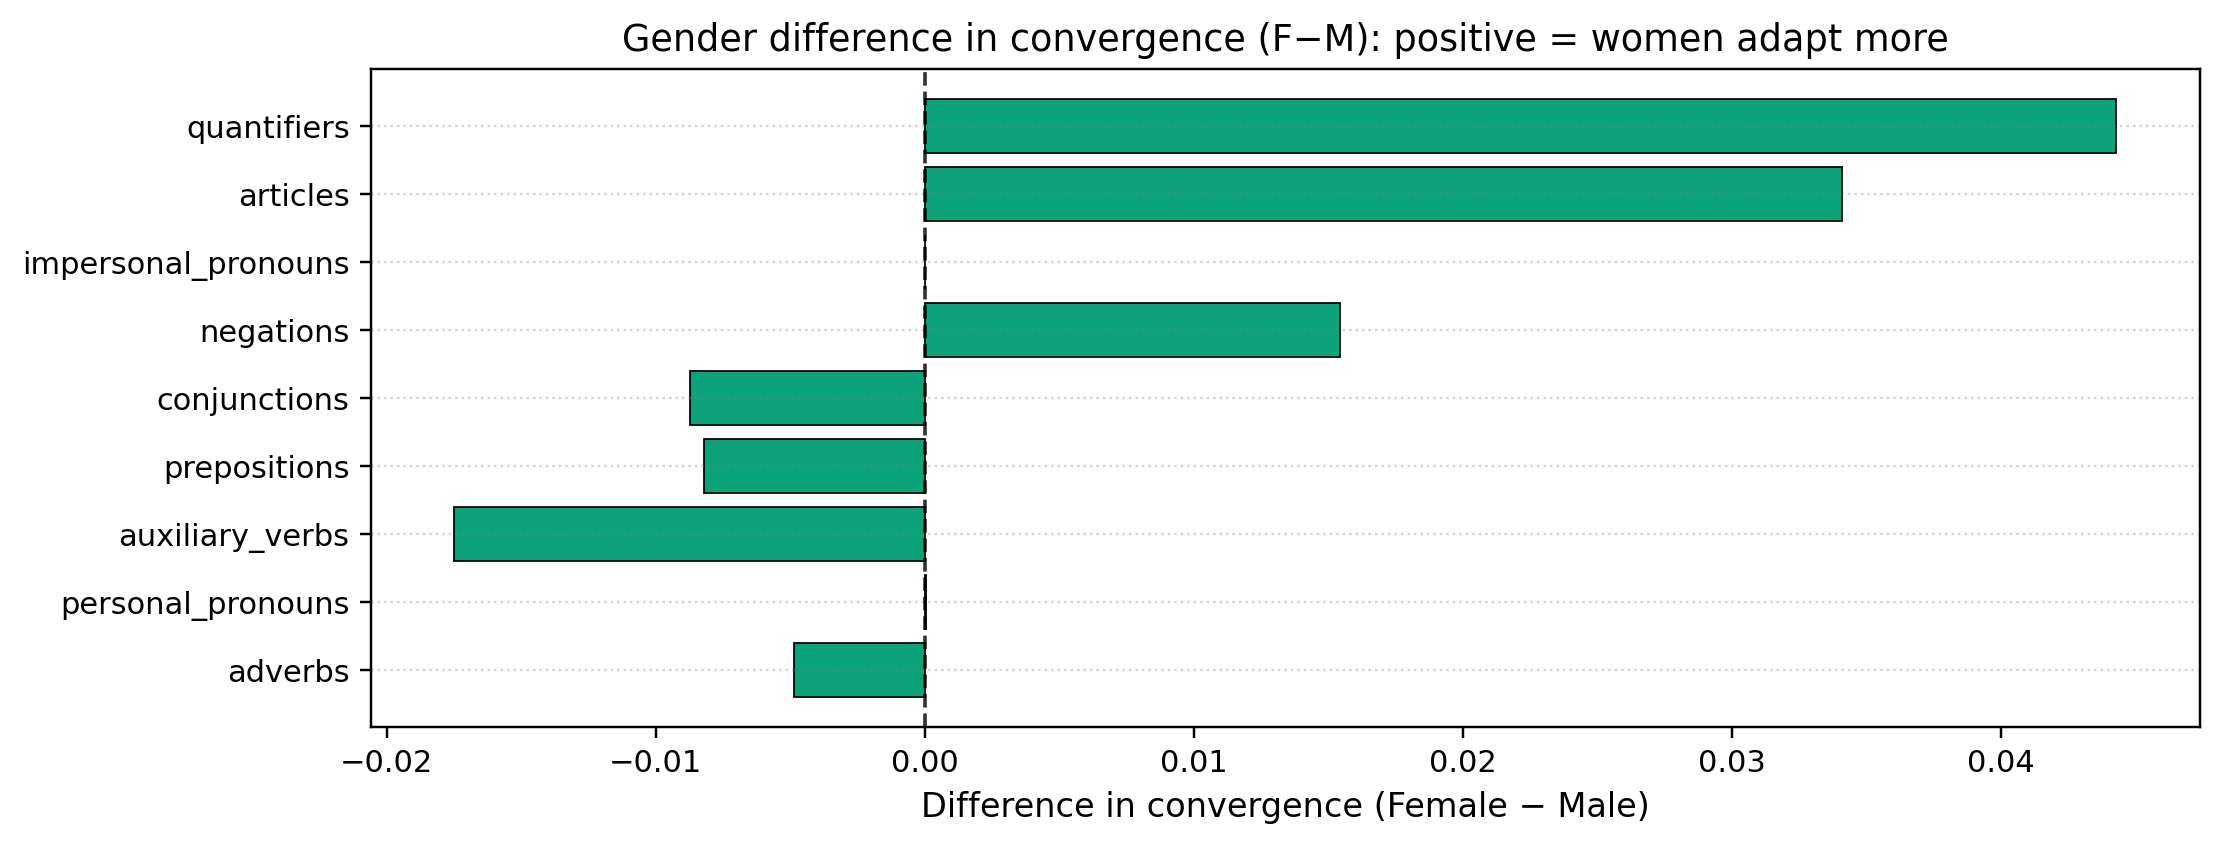 Gender difference in convergence (F−M): positive = women adapt more
quantifiers
articles
impersonal_pronouns
negations
conjunctions
prepositions
auxiliary_verbs
personal_pronouns
adverbs
−0.02 −0.01 0.00 0.01 0.02 0.03 0.04
Difference in convergence (Female − Male)